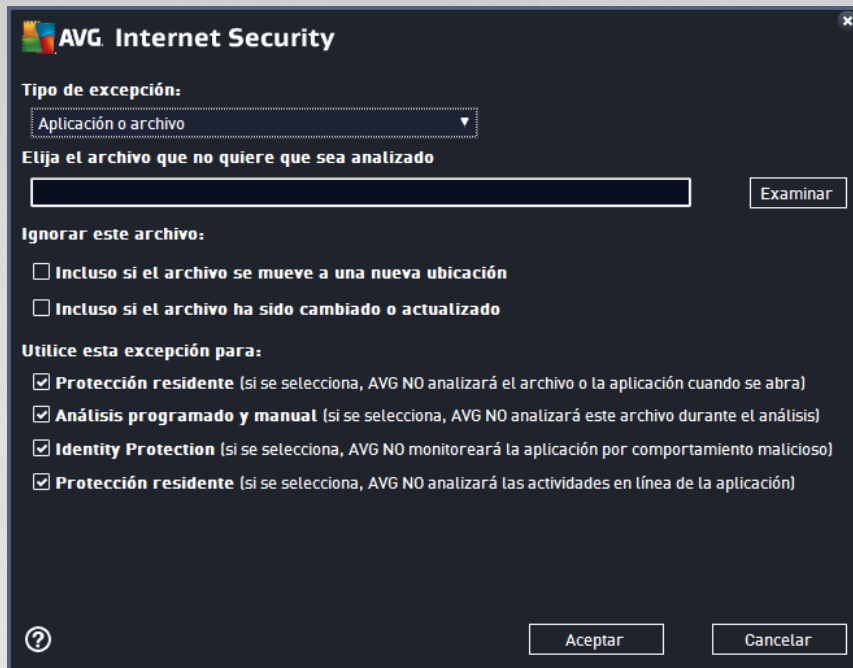 AVG Internet Security
Tipo de excepción:
Aplicación o archivo
Elija el archivo que no quiere que sea analizado
Examinar
Ignorar este archivo:
Incluso si el archivo se mueve a una nueva ubicación
Incluso si el archivo ha sido cambiado o actualizado
Utilice esta excepción para:
Protección residente (si se selecciona, AVG NO analizará el archivo o la aplicación cuando se abra)
Análisis programado y manual (si se selecciona, AVG NO analizará este archivo durante el análisis)
Identity Protection (si se selecciona, AVG NO monitoreará la aplicación por comportamiento malicioso)
Protección residente (si se selecciona, AVG NO analizará las actividades en línea de la aplicación)
Aceptar
Cancelar